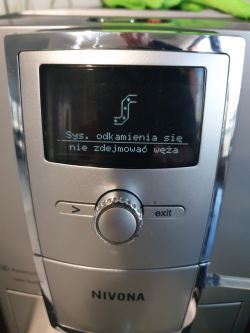 Sys. odkamienia się
nie zdejmować węża
>
exit
NIVONA